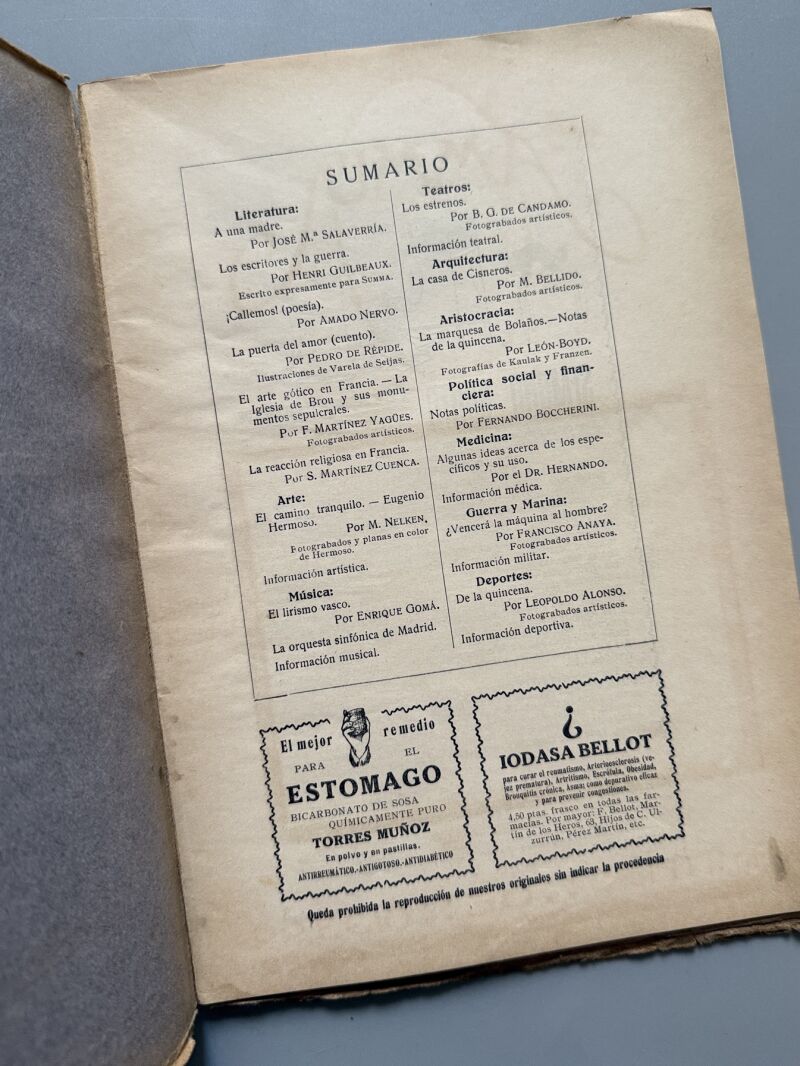 SUMARIO
Literatura:
A una madre.
Por JOSÉ M.ª SALAVERRÍA.
Los escritores y la guerra.
Por HENRI GUILBEAUX.
Escrito expresamente para SUMMA.
¡Callemos! (poesía).
Por AMADO NERVO.
La puerta del amor (cuento).
Por PEDRO DE RÉPIDE.
Ilustraciones de Varela de Seijas.
El arte gótico en Francia. — La
Iglesia de Brou y sus monu-
mentos sepulcrales.
Por F. MARTÍNEZ YAGÜES.
Fotograbados artísticos.
La reacción religiosa en Francia.
Por S. MARTÍNEZ CUENCA.
Arte:
El camino tranquilo. — Eugenio
Hermoso.
Por M. NELKEN.
Fotograbados y planas en color
de Hermoso.
Información artística.
Música:
El lirismo vasco.
Por ENRIQUE GOMÁ.
La orquesta sinfónica de Madrid.
Información musical.
Teatros:
Los estrenos.
Por B. G. DE CANDAMO.
Fotograbados artísticos.
Información teatral.
Arquitectura:
La casa de Cisneros.
Por M. BELLIDO.
Fotograbados artísticos.
Aristocracia:
La marquesa de Bolaños.—Notas
de la quincena.
Por LEÓN-BOYD.
Fotografías de Kaulak y Franzen.
Política social y finan-
ciera:
Notas políticas.
Por FERNANDO BOCCHERINI.
Medicina:
Algunas ideas acerca de los espe-
cíficos y su uso.
Por el DR. HERNANDO.
Información médica.
Guerra y Marina:
¿Vencerá la máquina al hombre?
Por FRANCISCO ANAYA.
Fotograbados artísticos.
Información militar.
Deportes:
De la quincena.
Por LEOPOLDO ALONSO.
Fotograbados artísticos.
Información deportiva.
El mejor remedio
PARA EL
ESTOMAGO
BICARBONATO DE SOSA
QUÍMICAMENTE PURO
TORRES MUÑOZ
En polvo y en pastillas.
ANTIRREUMÁTICO.-ANTIGOTOSO.-ANTIDIABÉTICO
¿
IODASA BELLOT
para curar el reumatismo, Arterioesclerosis (ve-
jez prematura), Artritismo, Escrófula, Obesidad,
Bronquitis crónica, Asma; como depurativo eficaz
y para prevenir congestiones.
4,50 ptas. frasco en todas las far-
macias. Por mayor: F. Bellot, Mar-
tín de los Heros, 63, Hijos de C. Ul-
zurrún, Pérez Martín, etc.
Queda prohibida la reproducción de nuestros originales sin indicar la procedencia